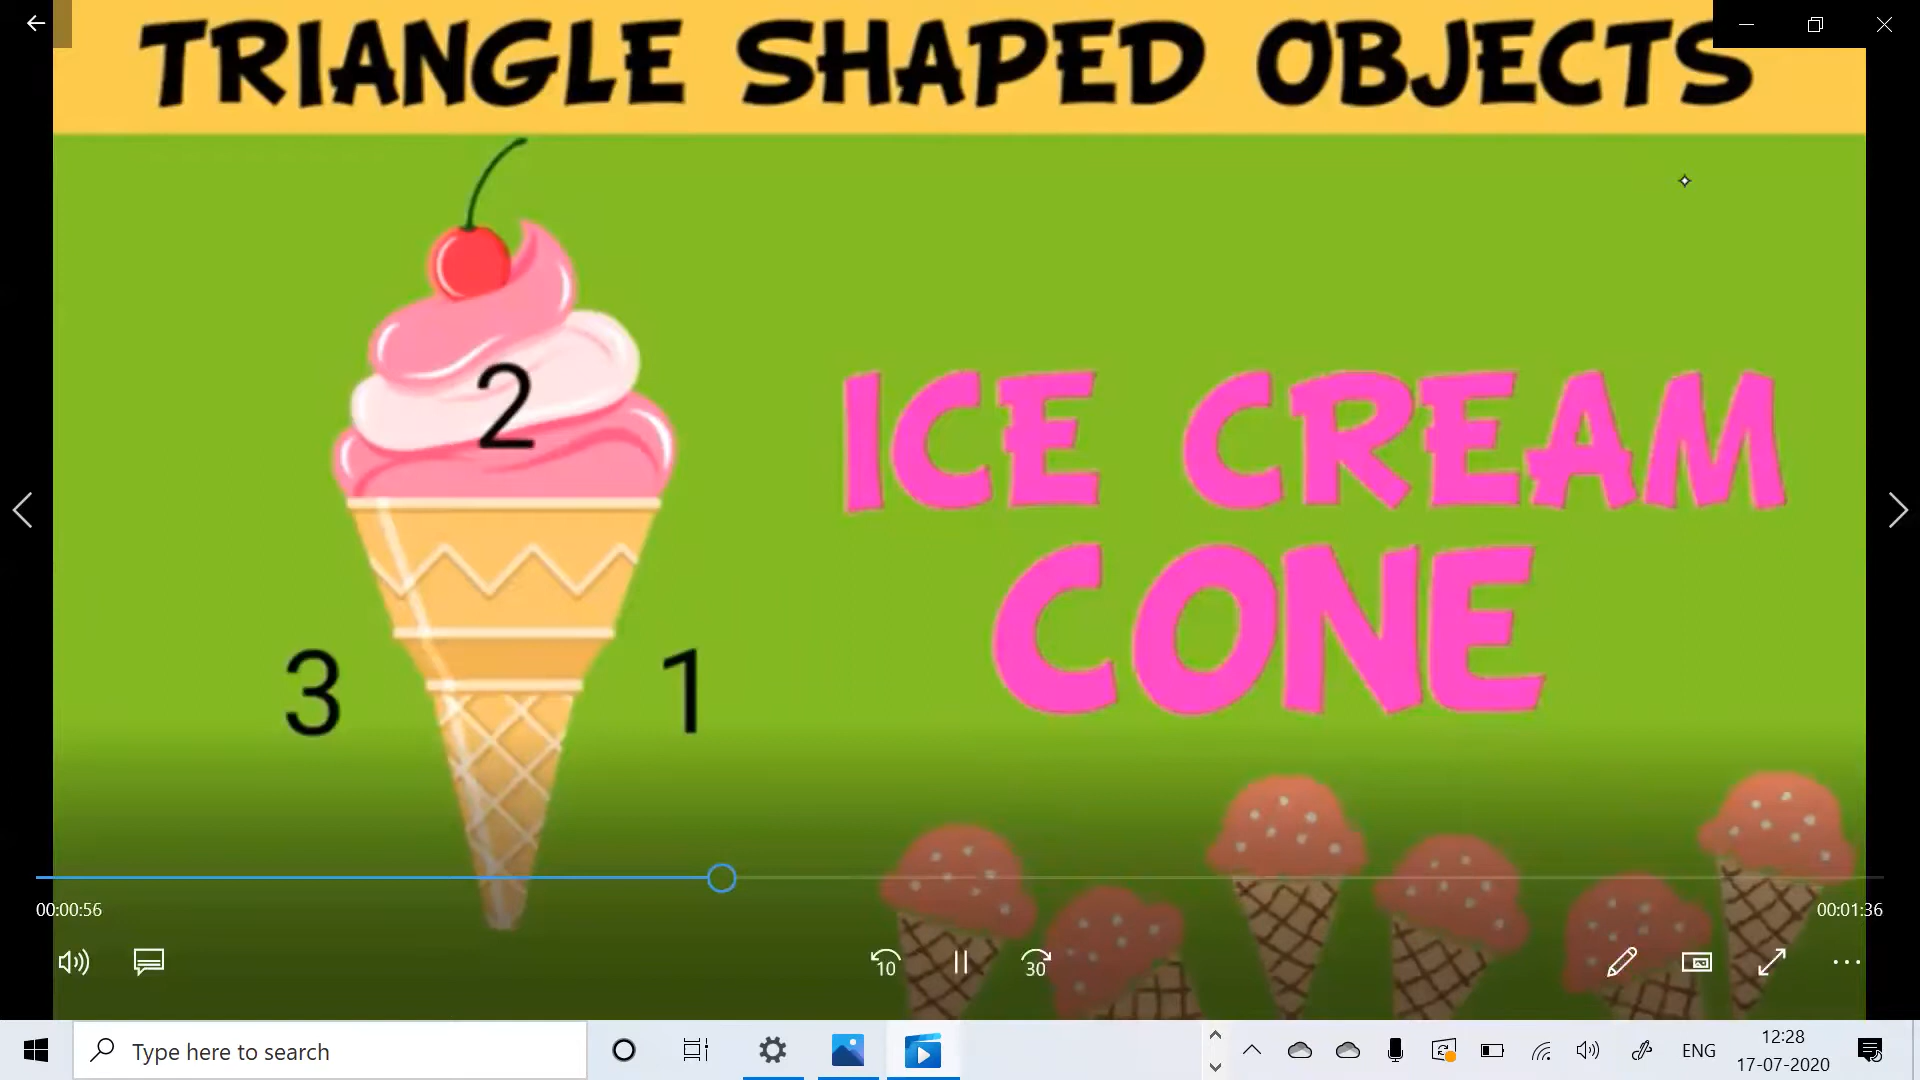 TRIANGLE SHAPED OBJECTS
2
ICE CREAM
CONE
3 1
00:00:56 00:01:36
10 30
Type here to search
ENG
12:28
17-07-2020